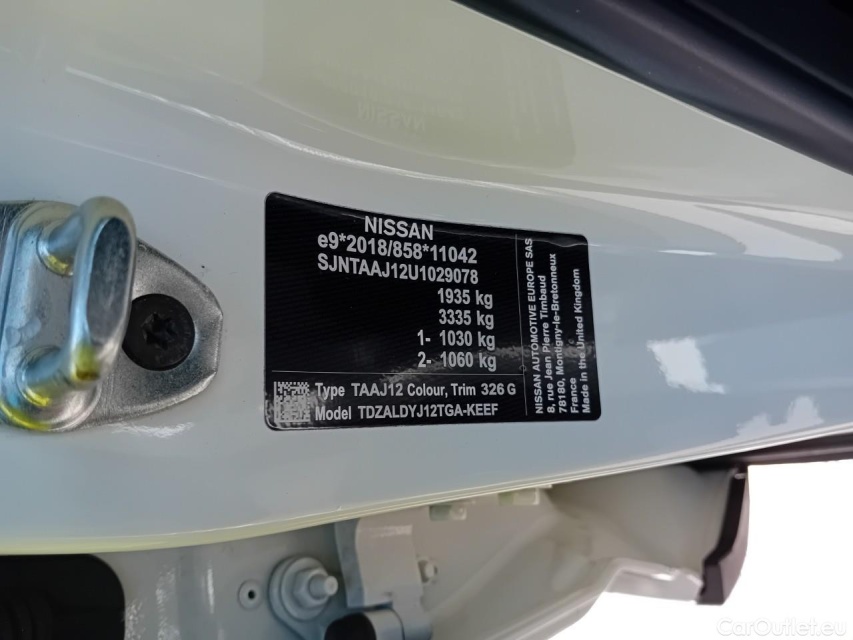 NISSAN
e9*2018/858*11042
SJNTAAJ12U1029078
1935 kg
3335 kg
1- 1030 kg
2- 1060 kg
Type TAAJ12 Colour, Trim 326 G
Model TDZALDYJ12TGA-KEEF
NISSAN AUTOMOTIVE EUROPE SAS
8, rue Jean Pierre Timbaud
78180, Montigny-le-Bretonneux
France
Made in the United Kingdom
CarOutlet.eu